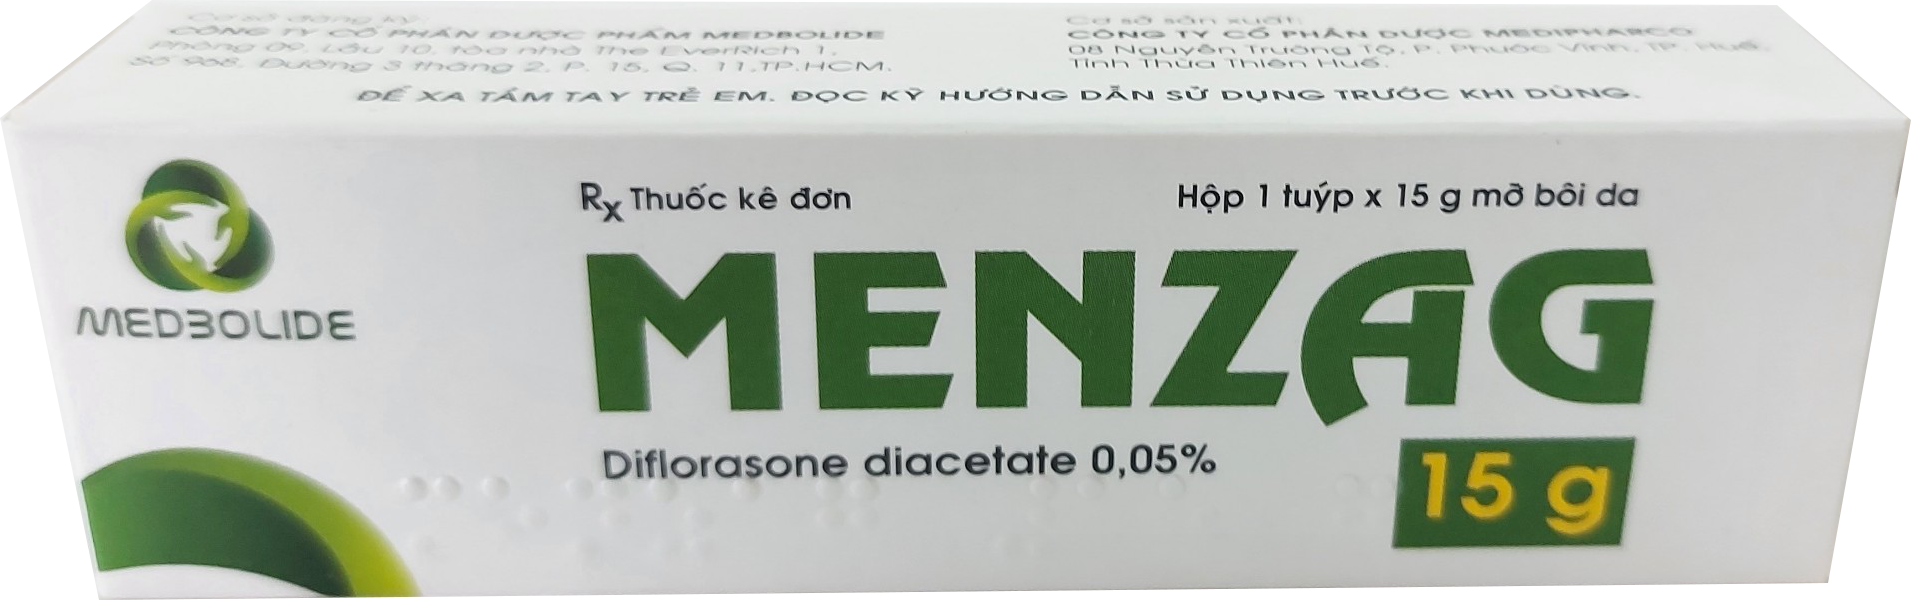 Cơ sở đăng ký:
CÔNG TY CỔ PHẦN DƯỢC PHẨM MEDBOLIDE
Phòng 09, Lầu 10, tòa nhà The EverRich 1,
Số 968, Đường 3 tháng 2, P. 15, Q. 11,TP.HCM.
Cơ sở sản xuất:
CÔNG TY CỔ PHẦN DƯỢC MEDIPHARCO
08 Nguyễn Trường Tộ, P. Phước Vĩnh, TP. Huế,
Tỉnh Thừa Thiên Huế.
ĐỂ XA TẦM TAY TRẺ EM. ĐỌC KỸ HƯỚNG DẪN SỬ DỤNG TRƯỚC KHI DÙNG.
MEDBOLIDE
Rx Thuốc kê đơn
Hộp 1 tuýp x 15 g mỡ bôi da
MENZAG
Diflorasone diacetate 0,05%
15 g